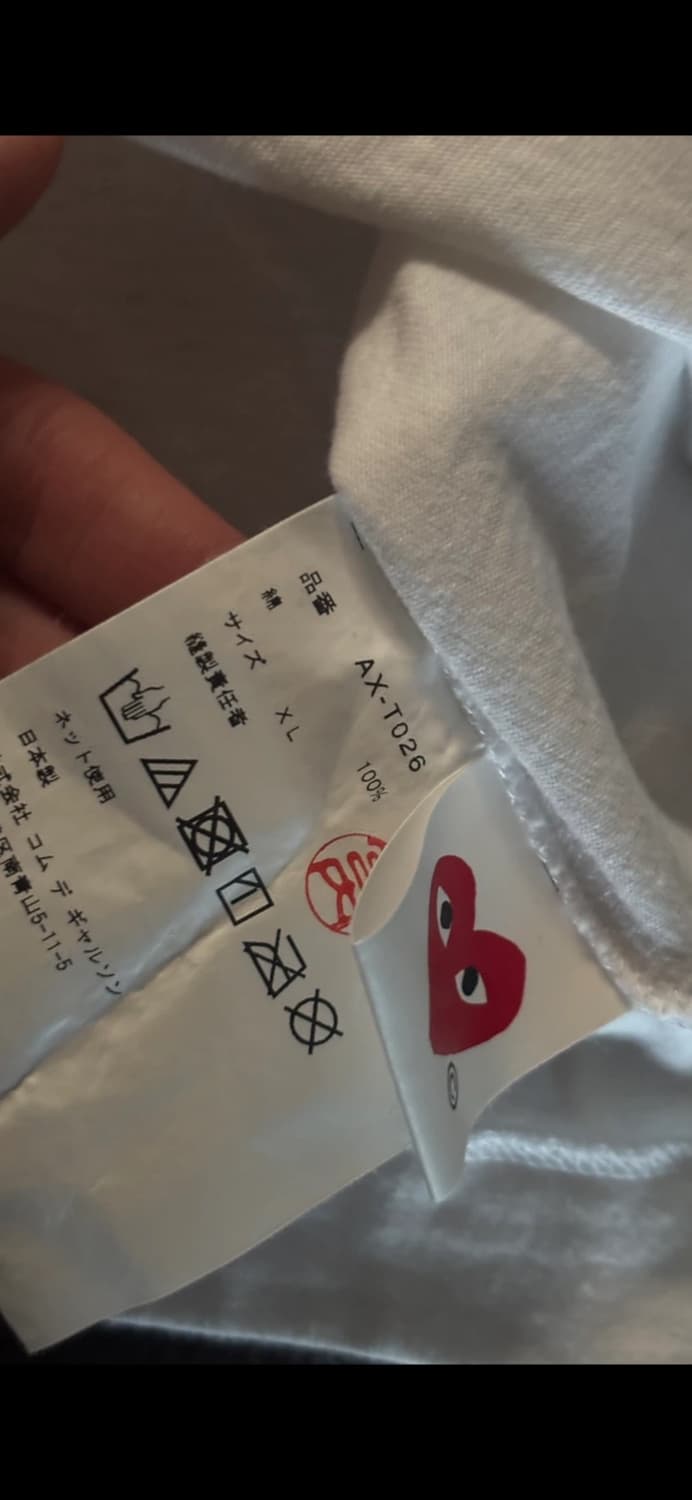 品番 AX-T026
綿 100%
サイズ XL
縫製責任者
ネット使用
日本製
式会社 コム デ ギャルソン
区南青山5-11-5
©